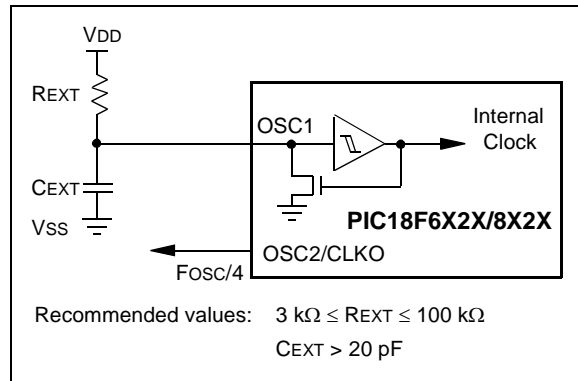 VDD
REXT
OSC1
Internal
Clock
CEXT
VSS
PIC18F6X2X/8X2X
OSC2/CLKO
FOSC/4
Recommended values: 3 kΩ ≤ REXT ≤ 100 kΩ
CEXT > 20 pF